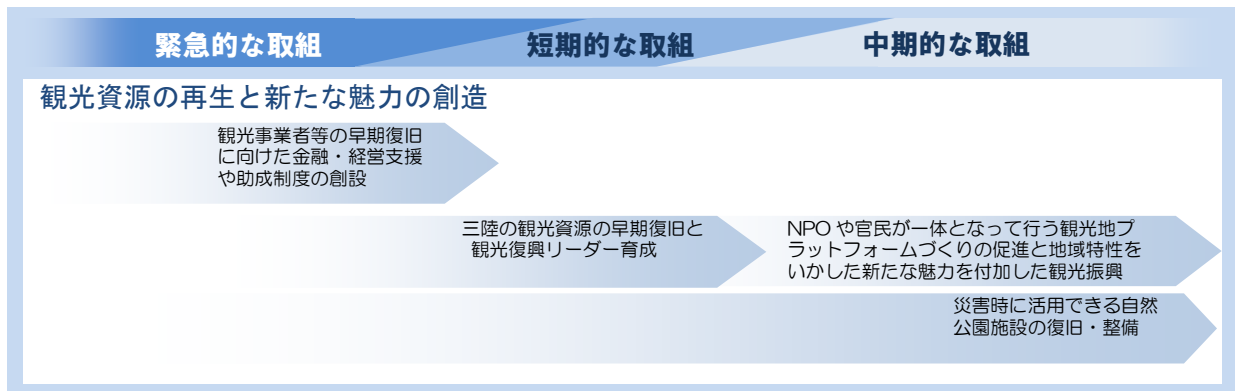 緊急的な取組
短期的な取組
中期的な取組
観光資源の再生と新たな魅力の創造
観光事業者等の早期復旧
に向けた金融・経営支援
や助成制度の創設
三陸の観光資源の早期復旧と
観光復興リーダー育成
NPO や官民が一体となって行う観光地プ
ラットフォームづくりの促進と地域特性を
いかした新たな魅力を付加した観光振興
災害時に活用できる自然
公園施設の復旧・整備